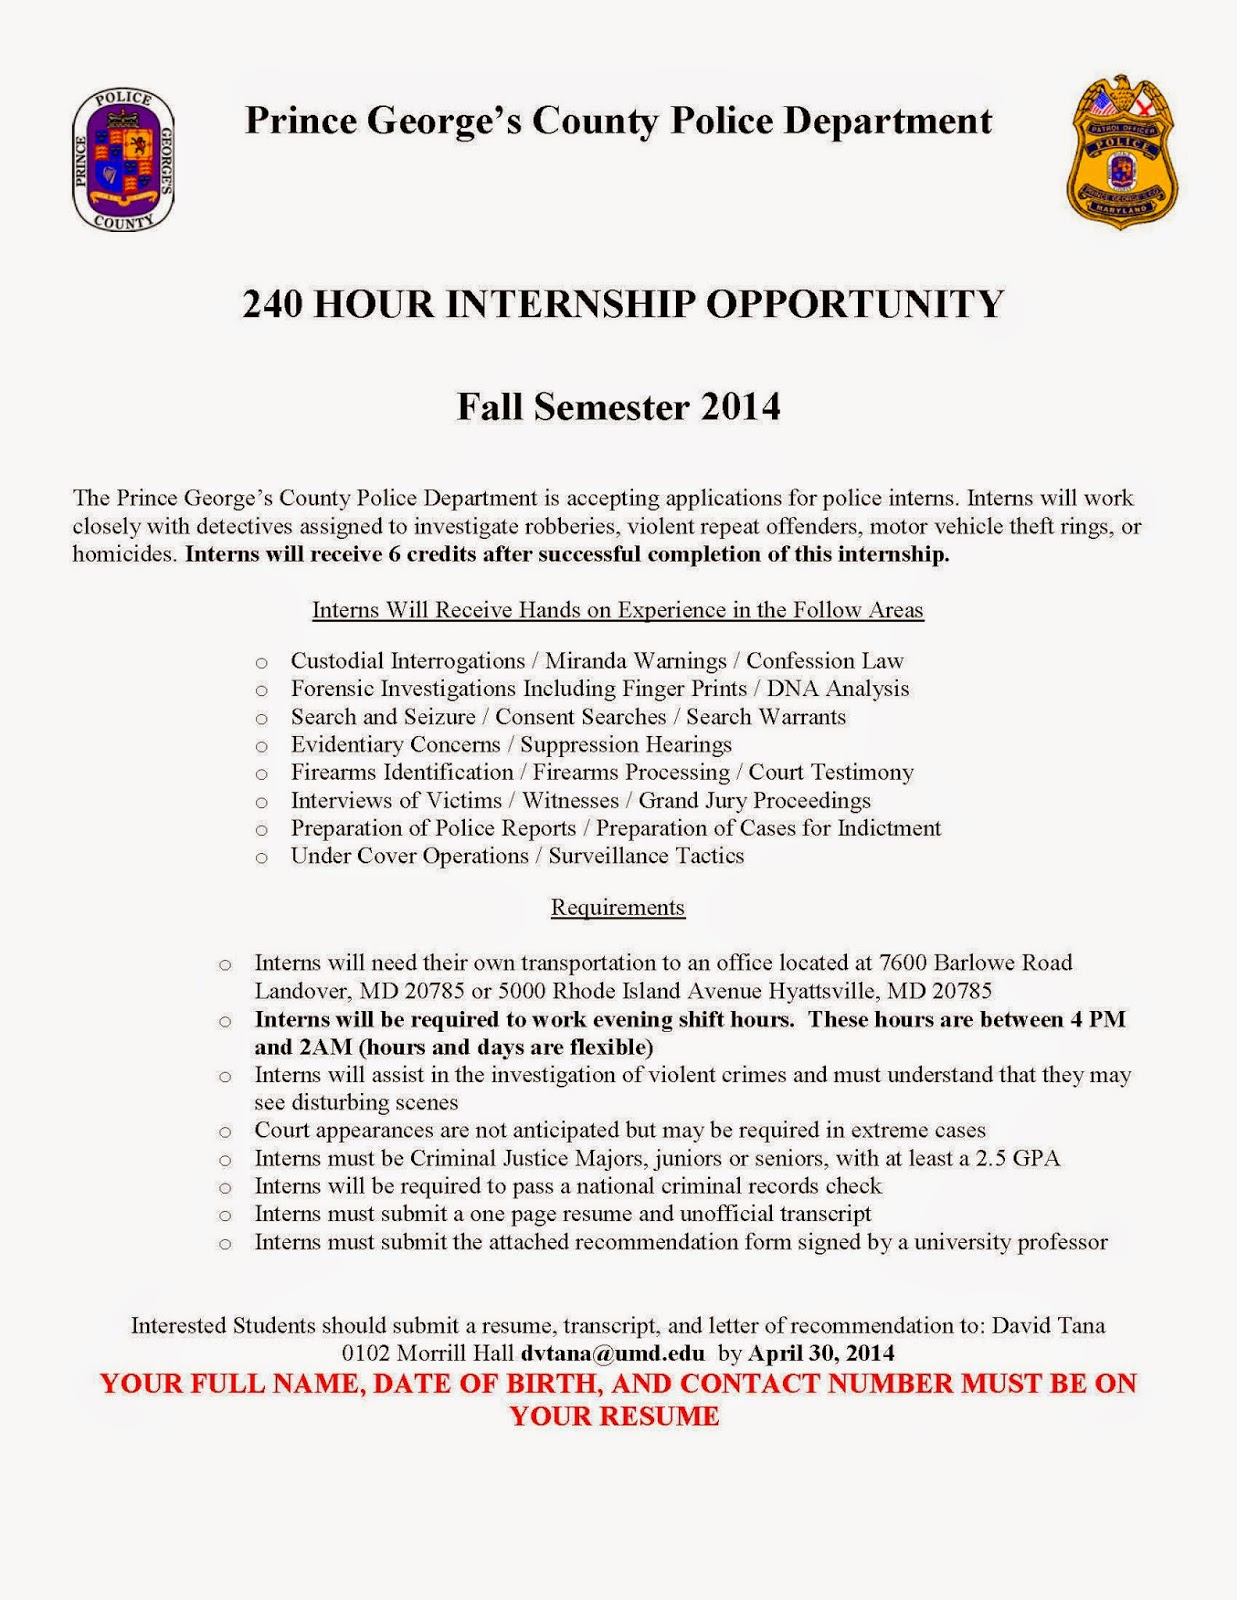 POLICE
PRINCE
GEORGE'S
COUNTY
Prince George's County Police Department
PATROL OFFICER
POLICE
PRINCE GEORGE'S CO.
MARYLAND
240 HOUR INTERNSHIP OPPORTUNITY
Fall Semester 2014
The Prince George's County Police Department is accepting applications for police interns. Interns will work
closely with detectives assigned to investigate robberies, violent repeat offenders, motor vehicle theft rings, or
homicides. Interns will receive 6 credits after successful completion of this internship.
Interns Will Receive Hands on Experience in the Follow Areas
o Custodial Interrogations / Miranda Warnings / Confession Law
o Forensic Investigations Including Finger Prints / DNA Analysis
o Search and Seizure / Consent Searches / Search Warrants
o Evidentiary Concerns / Suppression Hearings
o Firearms Identification / Firearms Processing / Court Testimony
o Interviews of Victims / Witnesses / Grand Jury Proceedings
o Preparation of Police Reports / Preparation of Cases for Indictment
o Under Cover Operations / Surveillance Tactics
Requirements
o Interns will need their own transportation to an office located at 7600 Barlowe Road
Landover, MD 20785 or 5000 Rhode Island Avenue Hyattsville, MD 20785
o Interns will be required to work evening shift hours. These hours are between 4 PM
and 2AM (hours and days are flexible)
o Interns will assist in the investigation of violent crimes and must understand that they may
see disturbing scenes
o Court appearances are not anticipated but may be required in extreme cases
o Interns must be Criminal Justice Majors, juniors or seniors, with at least a 2.5 GPA
o Interns will be required to pass a national criminal records check
o Interns must submit a one page resume and unofficial transcript
o Interns must submit the attached recommendation form signed by a university professor
Interested Students should submit a resume, transcript, and letter of recommendation to: David Tana
0102 Morrill Hall dvtana@umd.edu by April 30, 2014
YOUR FULL NAME, DATE OF BIRTH, AND CONTACT NUMBER MUST BE ON
YOUR RESUME